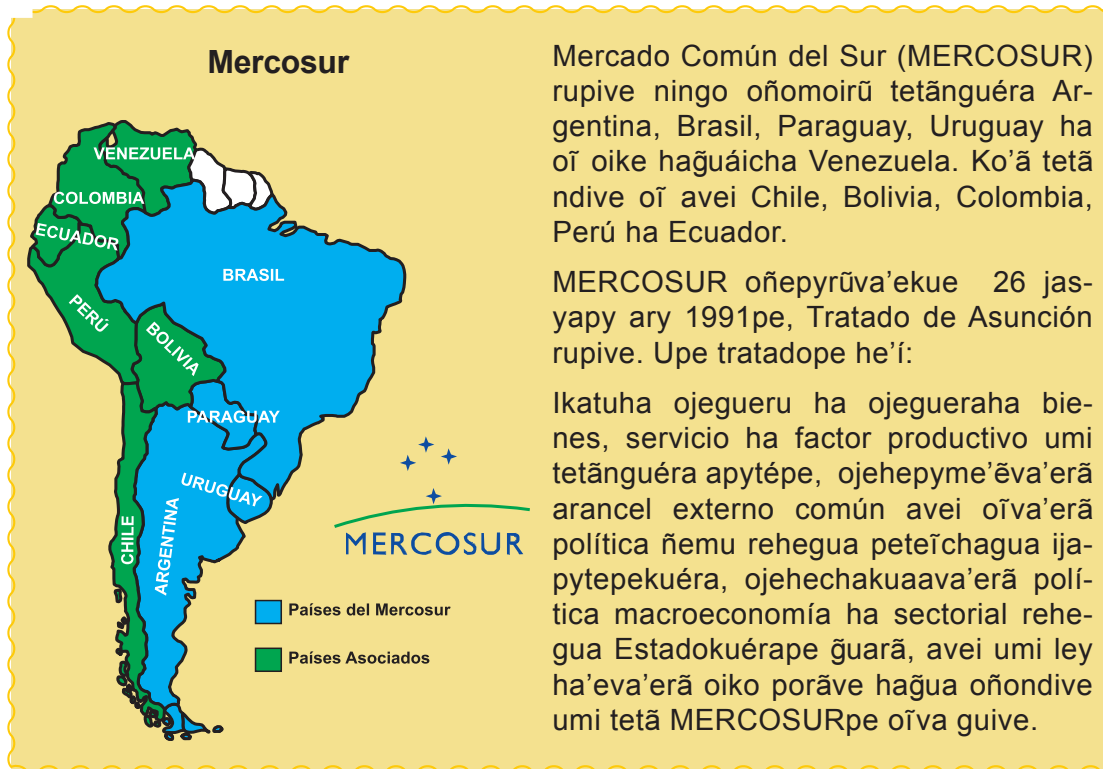 Mercosur
VENEZUELA
COLOMBIA
ECUADOR
BRASIL
PERÚ
BOLIVIA
PARAGUAY
URUGUAY
CHILE
ARGENTINA
MERCOSUR
Países del Mercosur
Países Asociados
Mercado Común del Sur (MERCOSUR)
rupive ningo oñomoirũ tetãnguéra Ar-
gentina, Brasil, Paraguay, Uruguay ha
oĩ oike hag̃uáicha Venezuela. Ko’ã tetã
ndive oĩ avei Chile, Bolivia, Colombia,
Perú ha Ecuador.
MERCOSUR oñepyrũva’ekue 26 jas-
yapy ary 1991pe, Tratado de Asunción
rupive. Upe tratadope he’í:
Ikatuha ojegueru ha ojegueraha bie-
nes, servicio ha factor productivo umi
tetãnguéra apytépe, ojehepyme’ẽva’erã
arancel externo común avei oĩva’erã
política ñemu rehegua peteĩchagua ija-
pytepekuéra, ojehechakuaava’erã polí-
tica macroeconomía ha sectorial rehe-
gua Estadokuérape g̃uarã, avei umi ley
ha’eva’erã oiko porãve hag̃ua oñondive
umi tetã MERCOSURpe oĩva guive.